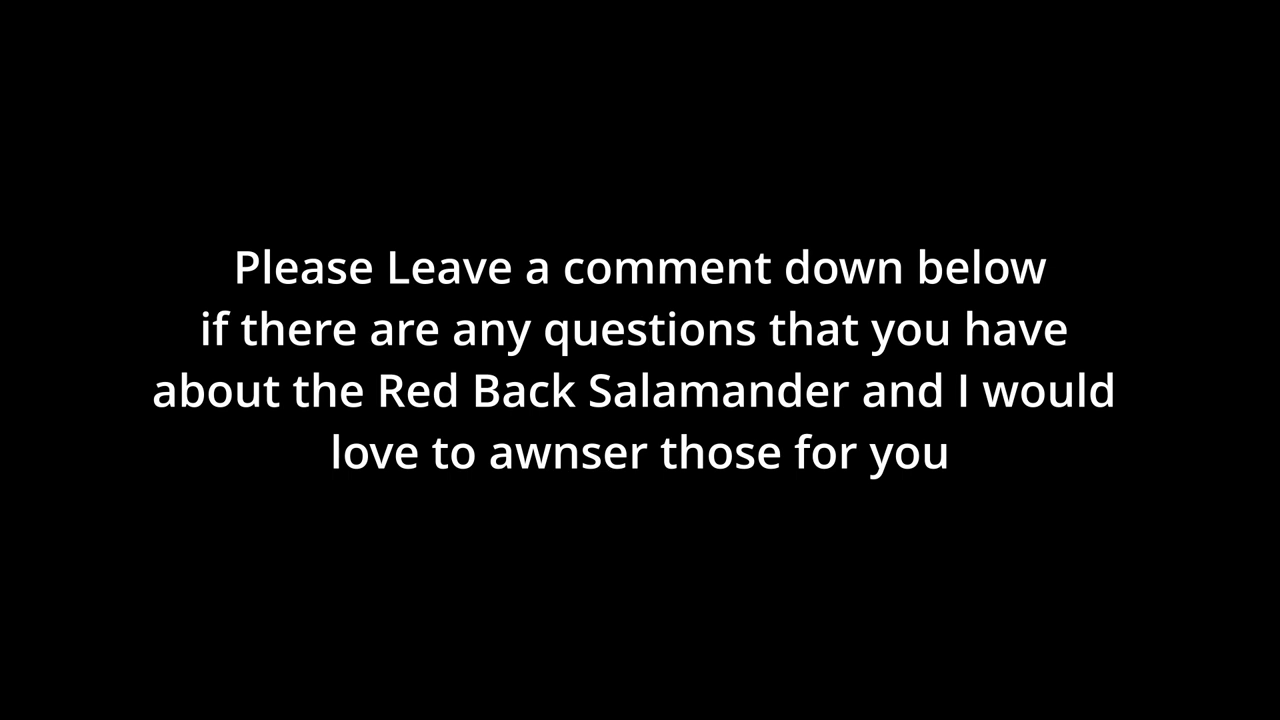 Please Leave a comment down below
if there are any questions that you have
about the Red Back Salamander and I would
love to awnser those for you